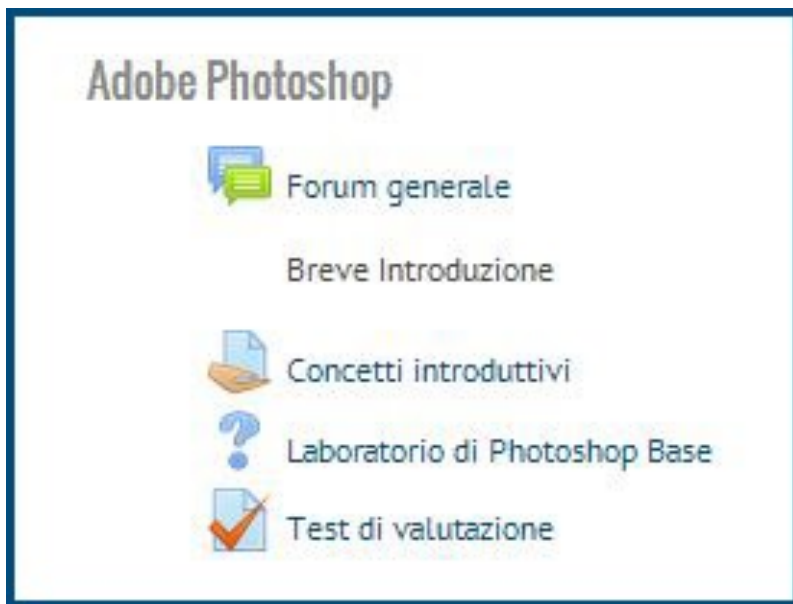 Adobe Photoshop
Forum generale
Breve Introduzione
Concetti introduttivi
Laboratorio di Photoshop Base
Test di valutazione